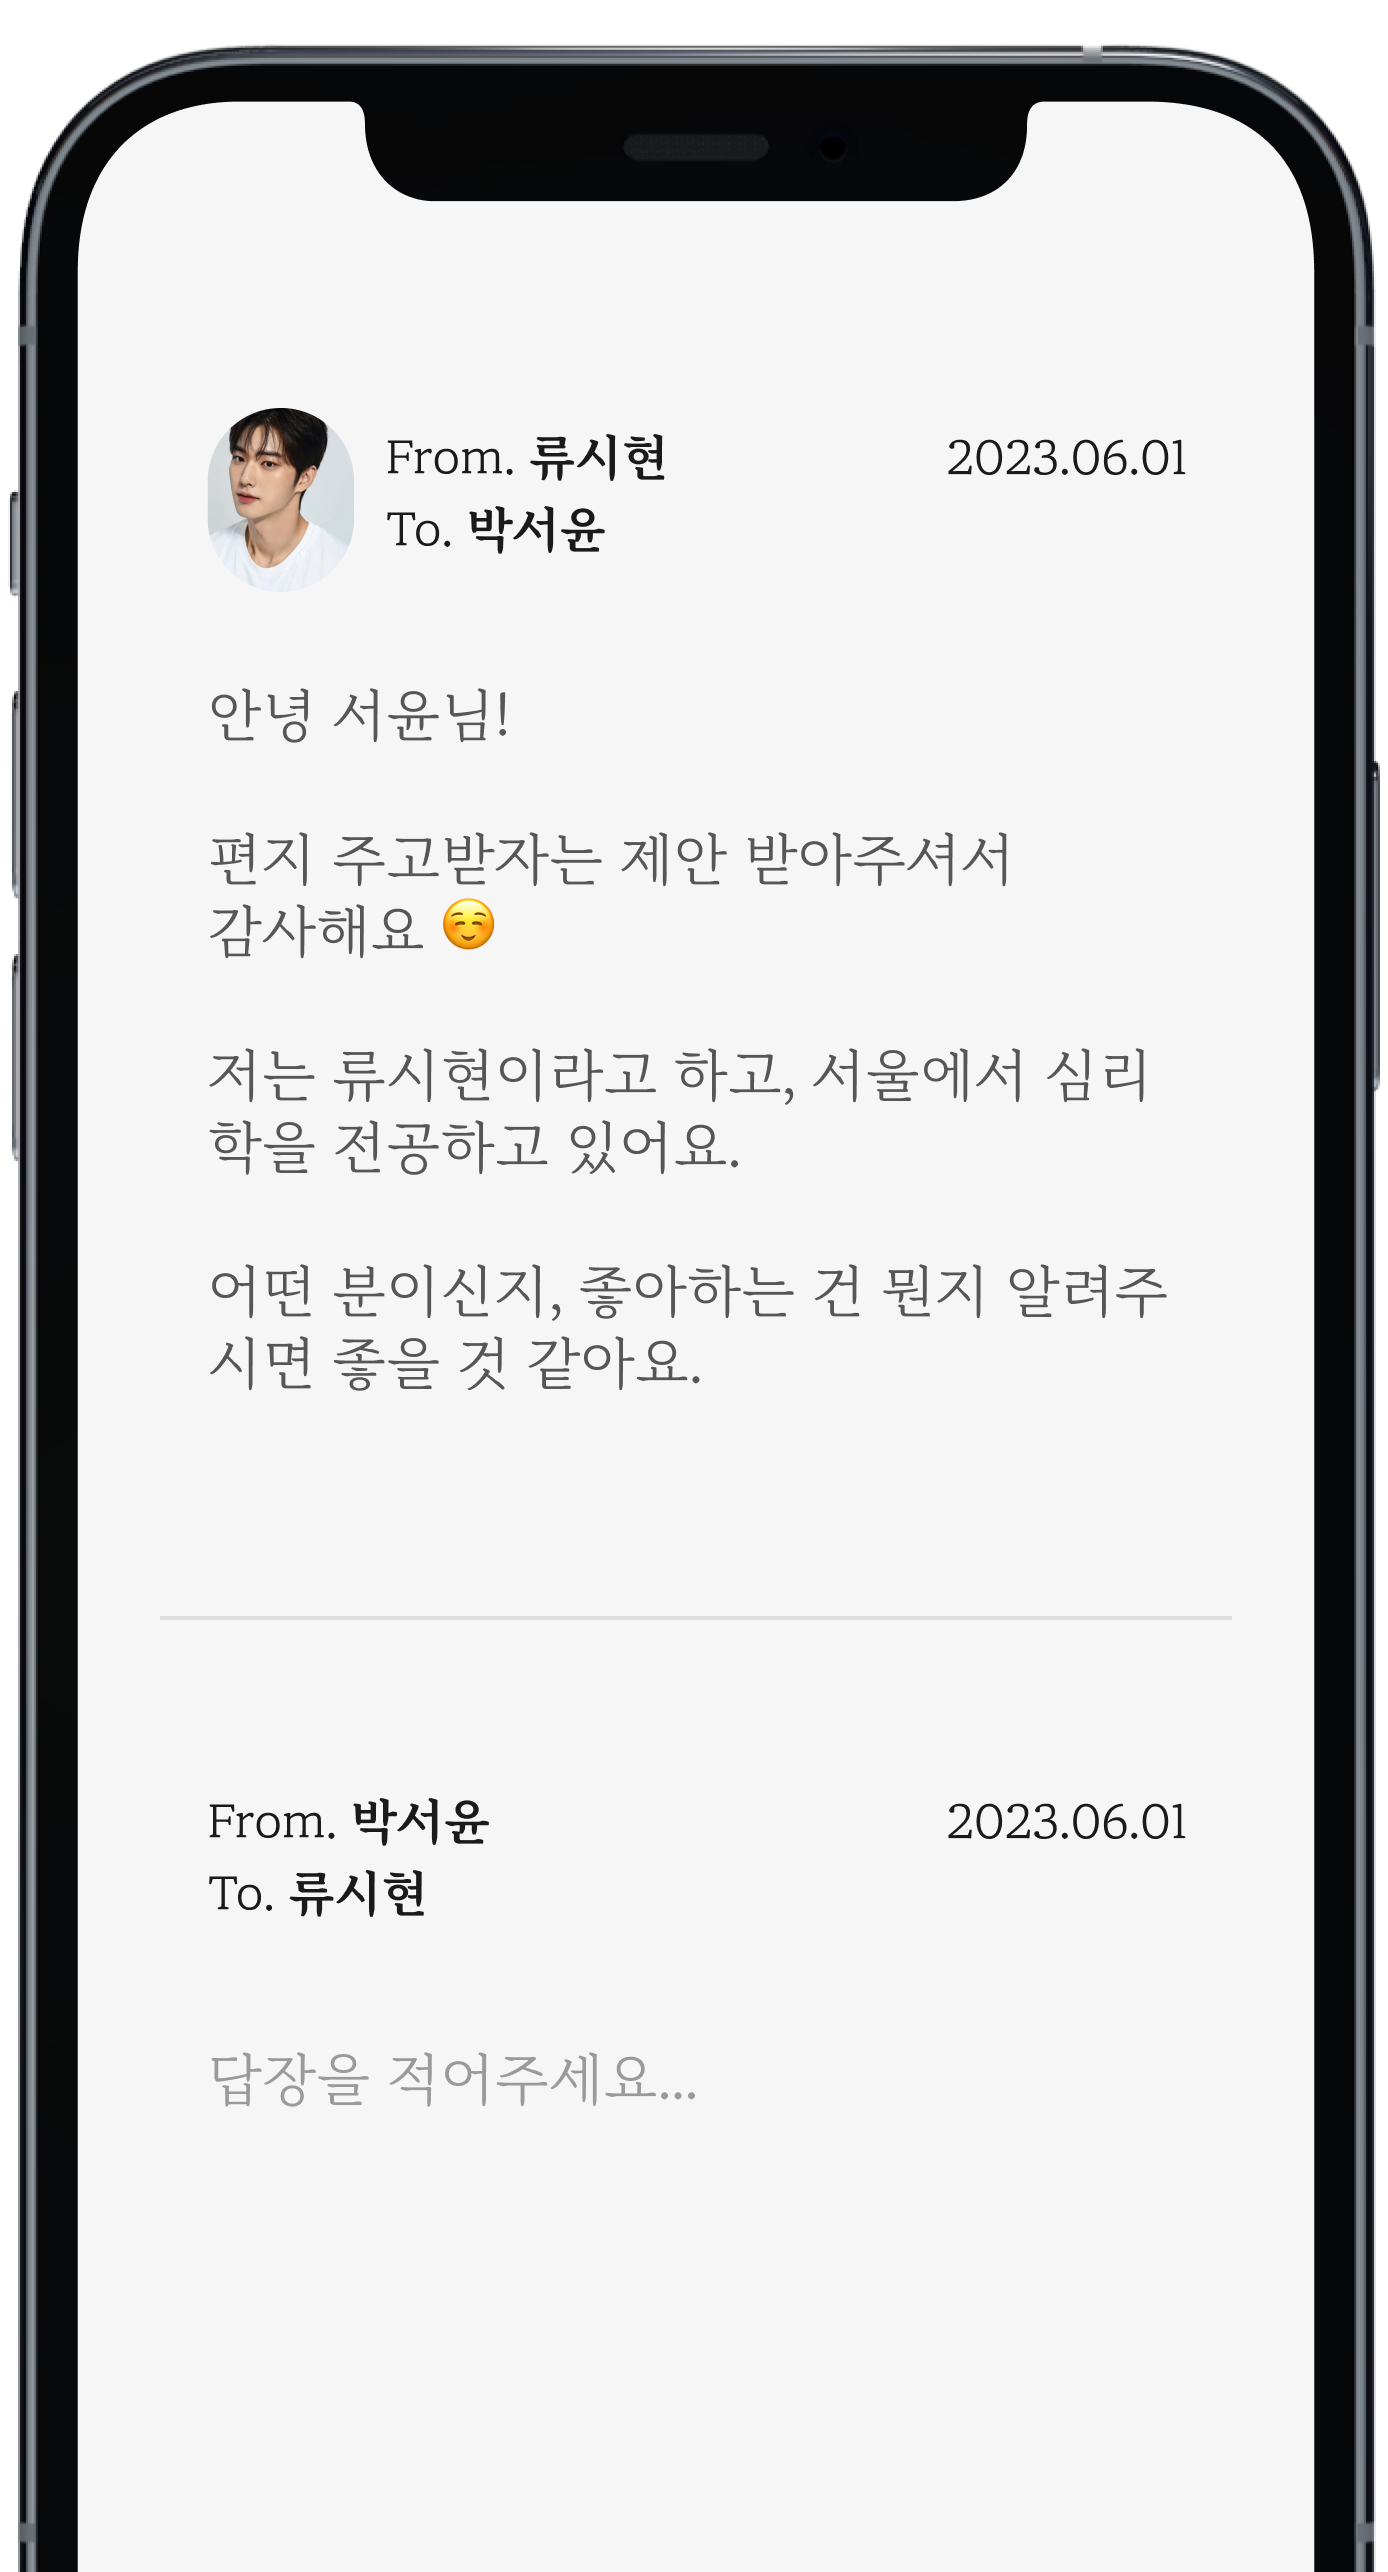 From. 류시현
2023.06.01
To. 박서윤
안녕 서윤님!
편지 주고받자는 제안 받아주셔서
감사해요 ☺️
저는 류시현이라고 하고, 서울에서 심리
학을 전공하고 있어요.
어떤 분이신지, 좋아하는 건 뭔지 알려주
시면 좋을 것 같아요.
From. 박서윤
2023.06.01
To. 류시현
답장을 적어주세요...